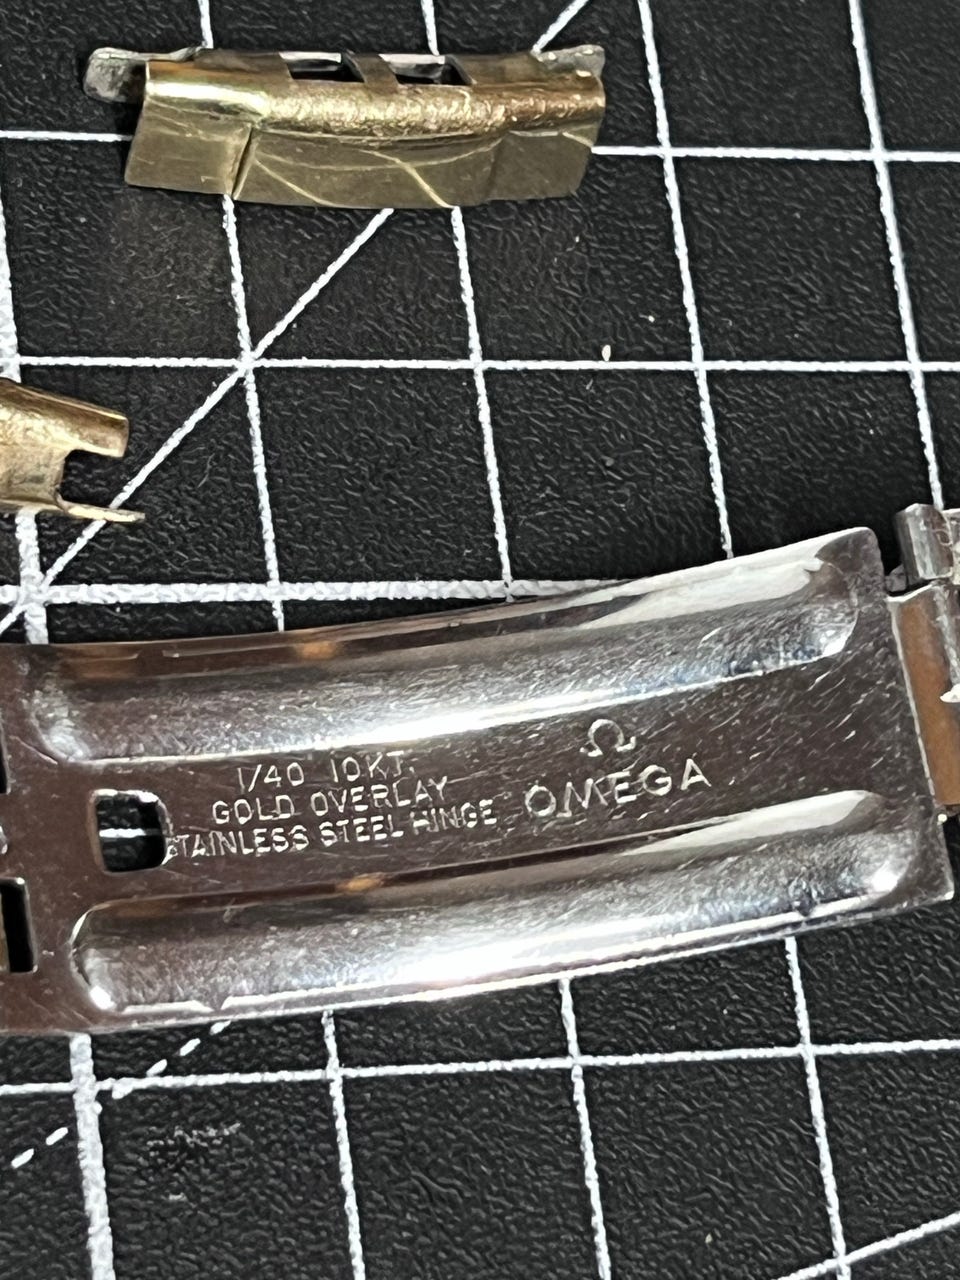 1/40 10KT.
GOLD OVERLAY
STAINLESS STEEL HINGE
Ω
OMEGA